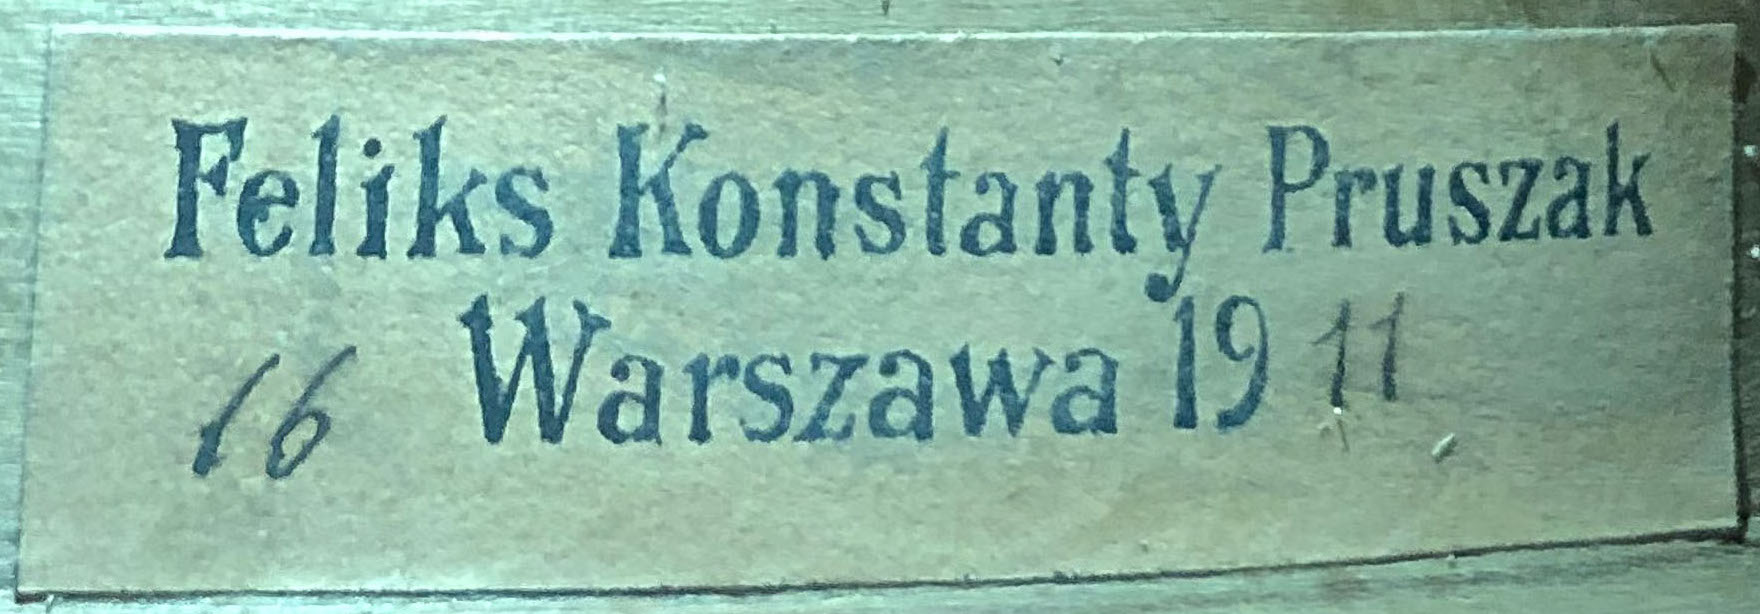 Feliks Konstanty Pruszak
16 Warszawa 1911